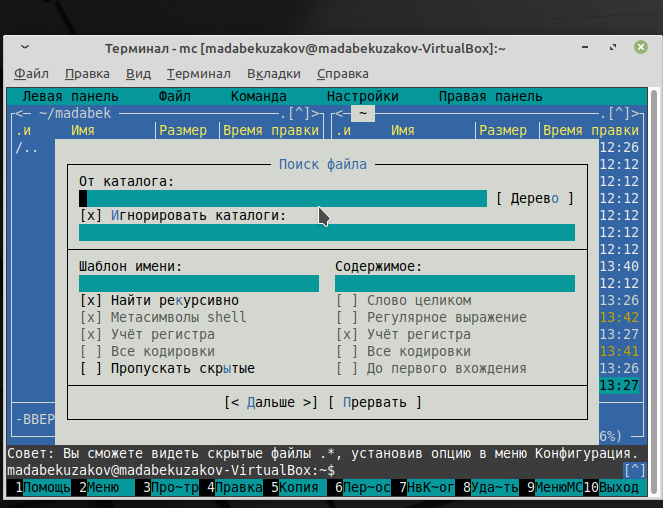 Терминал - mc [madabekuzakov@madabekuzakov-VirtualBox]:~
Файл Правка Вид Терминал Вкладки Справка
Левая панель Файл Команда Настройки Правая панель
<— ~/madabek .[^]> <— ~ .[^]>
.и Имя Размер Время правки .и Имя Размер Время правки
/.. 12:26
12:12
Поиск файла
От каталога: 12:12
[ Дерево ] 12:12
[x] Игнорировать каталоги: 12:12
12:12
12:12
Шаблон имени: Содержимое: 13:40
12:12
[x] Найти рекурсивно [ ] Слово целиком 13:26
[x] Метасимволы shell [ ] Регулярное выражение 13:42
[x] Учёт регистра [x] Учёт регистра 13:27
[ ] Все кодировки [ ] Все кодировки 13:41
[ ] Пропускать скрытые [ ] До первого вхождения 13:26
13:27
[< Дальше >] [ Прервать ]
-ВВЕР 6%)
Совет: Вы сможете видеть скрытые файлы .*, установив опцию в меню Конфигурация.
madabekuzakov@madabekuzakov-VirtualBox:~$ [^]
1Помощь 2Меню 3Про~тр 4Правка 5Копия 6Пер~ос 7НвК~ог 8Уда~ть 9МенюMC 10Выход